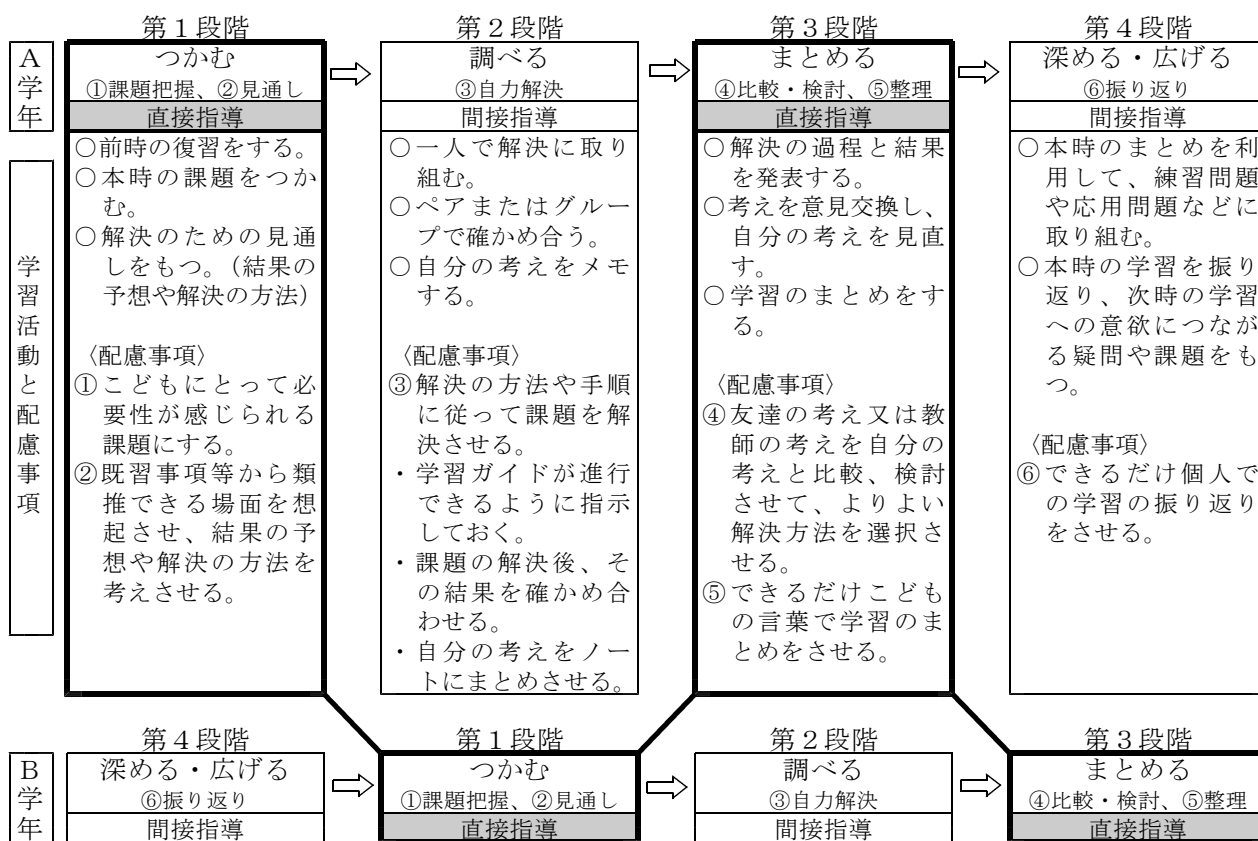 第１段階
第２段階
第３段階
第４段階
A学年
つかむ
①課題把握、②見通し
直接指導
調べる
③自力解決
間接指導
まとめる
④比較・検討、⑤整理
直接指導
深める・広げる
⑥振り返り
間接指導
学習活動と配慮事項
○前時の復習をする。
○本時の課題をつか
む。
○解決のための見通
しをもつ。（結果の
予想や解決の方法）
〈配慮事項〉
①こどもにとって必
要性が感じられる
課題にする。
②既習事項等から類
推できる場面を想
起させ、結果の予
想や解決の方法を
考えさせる。
○一人で解決に取り
組む。
○ペアまたはグルー
プで確かめ合う。
○自分の考えをメモ
する。
〈配慮事項〉
③解決の方法や手順
に従って課題を解
決させる。
・学習ガイドが進行
できるように指示
しておく。
・課題の解決後、そ
の結果を確かめ合
わせる。
・自分の考えをノー
トにまとめさせる。
○解決の過程と結果
を発表する。
○考えを意見交換し、
自分の考えを見直
す。
○学習のまとめをす
る。
〈配慮事項〉
④友達の考え又は教
師の考えを自分の
考えと比較、検討
させて、よりよい
解決方法を選択さ
せる。
⑤できるだけこども
の言葉で学習のま
とめをさせる。
○本時のまとめを利
用して、練習問題
や応用問題などに
取り組む。
○本時の学習を振り
返り、次時の学習
への意欲につなが
る疑問や課題をも
つ。
〈配慮事項〉
⑥できるだけ個人で
の学習の振り返り
をさせる。
第４段階
第１段階
第２段階
第３段階
B学年
深める・広げる
⑥振り返り
間接指導
つかむ
①課題把握、②見通し
直接指導
調べる
③自力解決
間接指導
まとめる
④比較・検討、⑤整理
直接指導